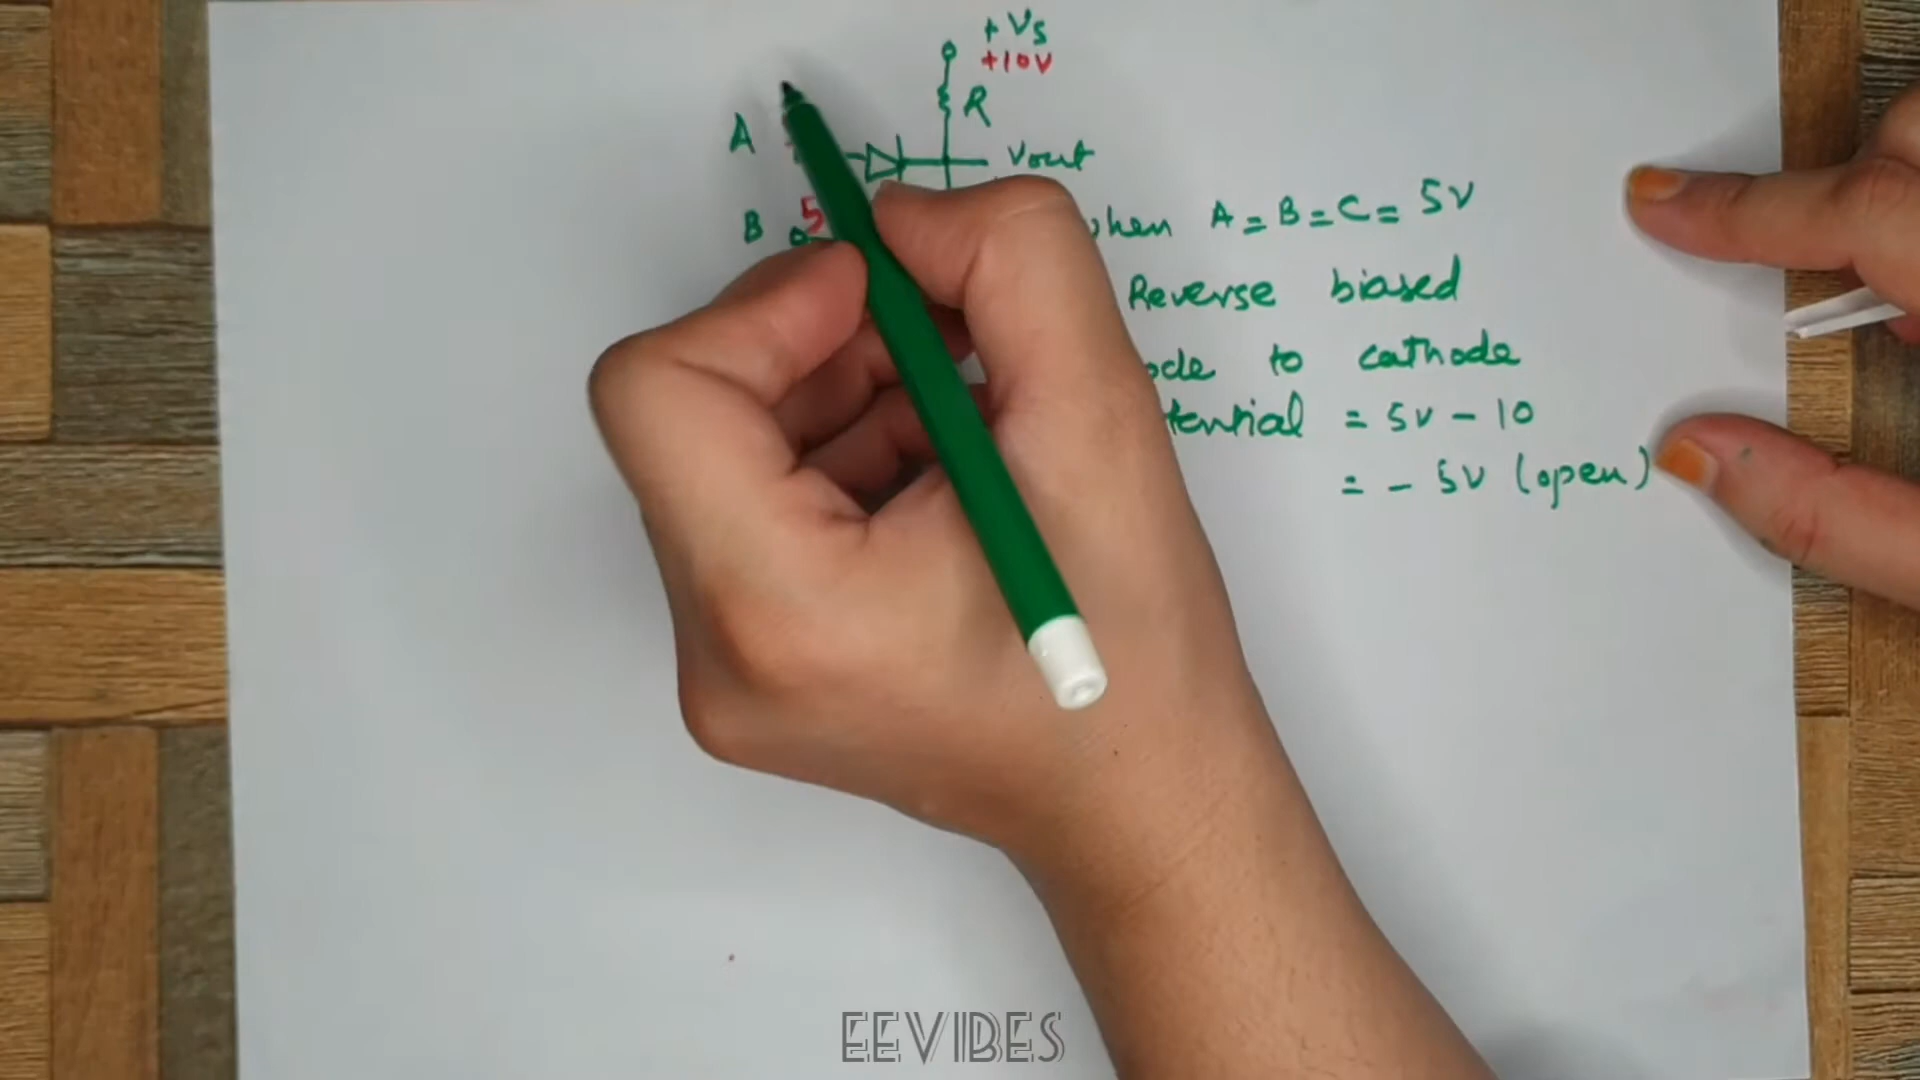 + Vs
+10V
R
A
Vout
B 5
when A = B = C = 5V
Reverse biased
to cathode
= 5V - 10
= - 5V (open)
EEVIBES